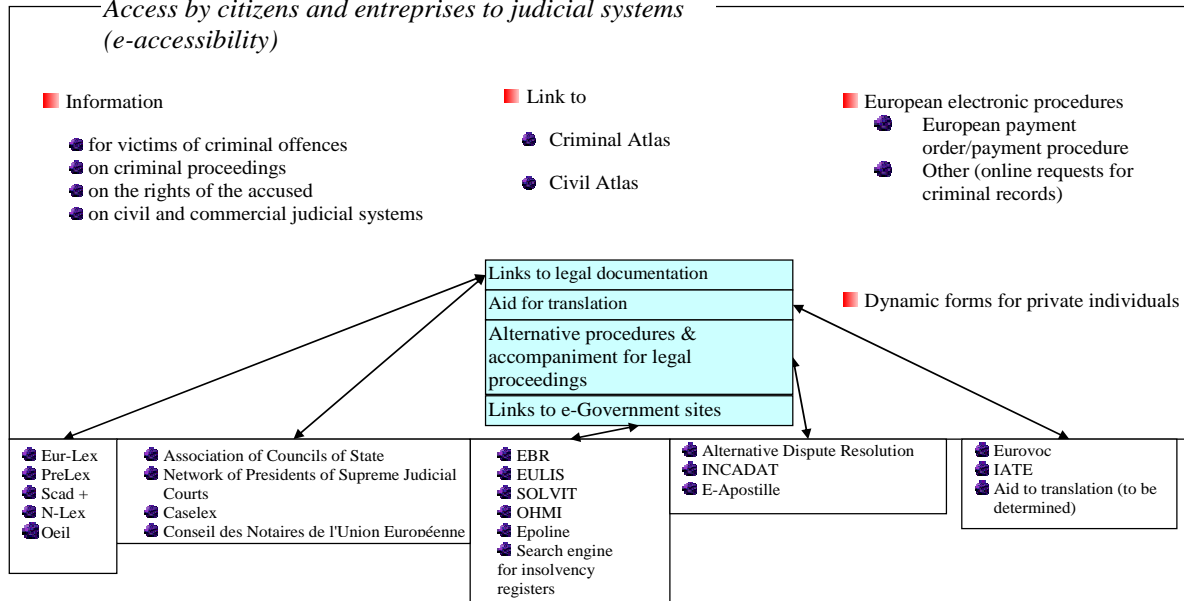 Access by citizens and entreprises to judicial systems
(e-accessibility)
Information
for victims of criminal offences
on criminal proceedings
on the rights of the accused
on civil and commercial judicial systems
Link to
Criminal Atlas
Civil Atlas
European electronic procedures
European payment
order/payment procedure
Other (online requests for
criminal records)
Dynamic forms for private individuals
Links to legal documentation
Aid for translation
Alternative procedures &
accompaniment for legal
proceedings
Links to e-Government sites
Eur-Lex
PreLex
Scad +
N-Lex
Oeil
Association of Councils of State
Network of Presidents of Supreme Judicial
Courts
Caselex
Conseil des Notaires de l'Union Européenne
EBR
EULIS
SOLVIT
OHMI
Epoline
Search engine
for insolvency
registers
Alternative Dispute Resolution
INCADAT
E-Apostille
Eurovoc
IATE
Aid to translation (to be
determined)